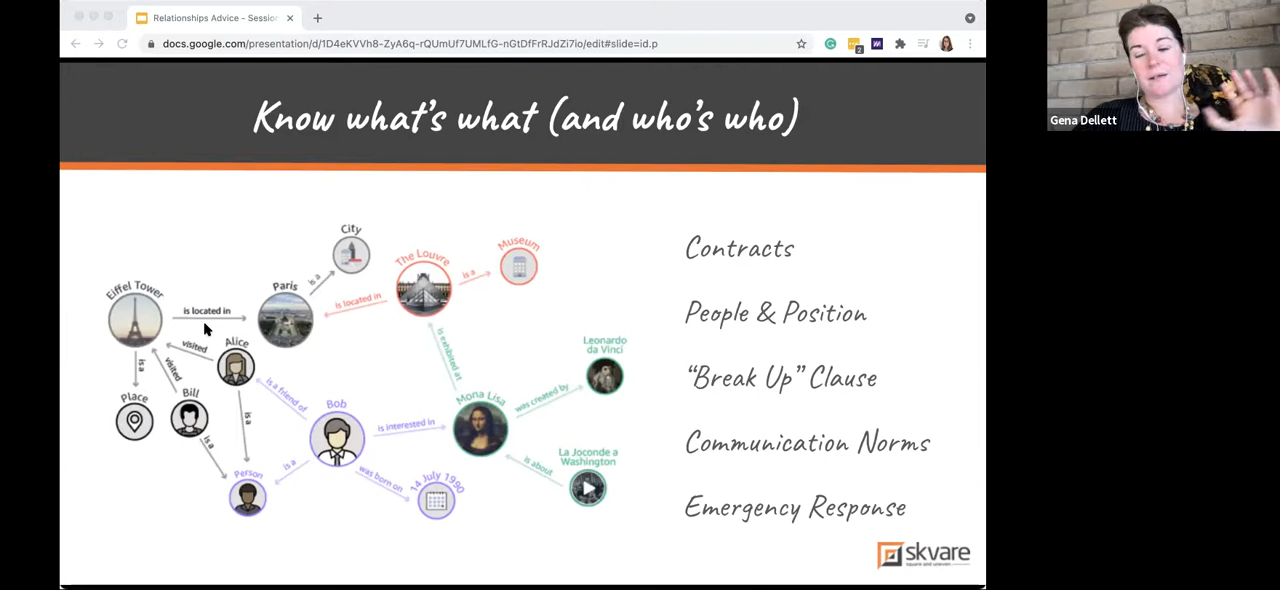 Relationships Advice - Sessio
docs.google.com/presentation/d/1D4eKVVh8-ZyA6q-rQUmUf7UMLfG-nGtDfFrRJdZi7io/edit#slide=id.p
2
Gena Dellett
Know what's what (and who's who)
City
The Louvre
Museum
is a
is a
Eiffel Tower
Paris
is located in
is located in
visited
Alice
is exhibited at
Leonardo
da Vinci
is a
visited
Place
Bill
is a friend of
Bob
Mona Lisa
was created by
is interested in
is a
is a
La Joconde à
Washington
Person
is a
was born on
14 July 1990
is about
Contracts
People & Position
“Break Up” Clause
Communication Norms
Emergency Response
skvare
square and uneven